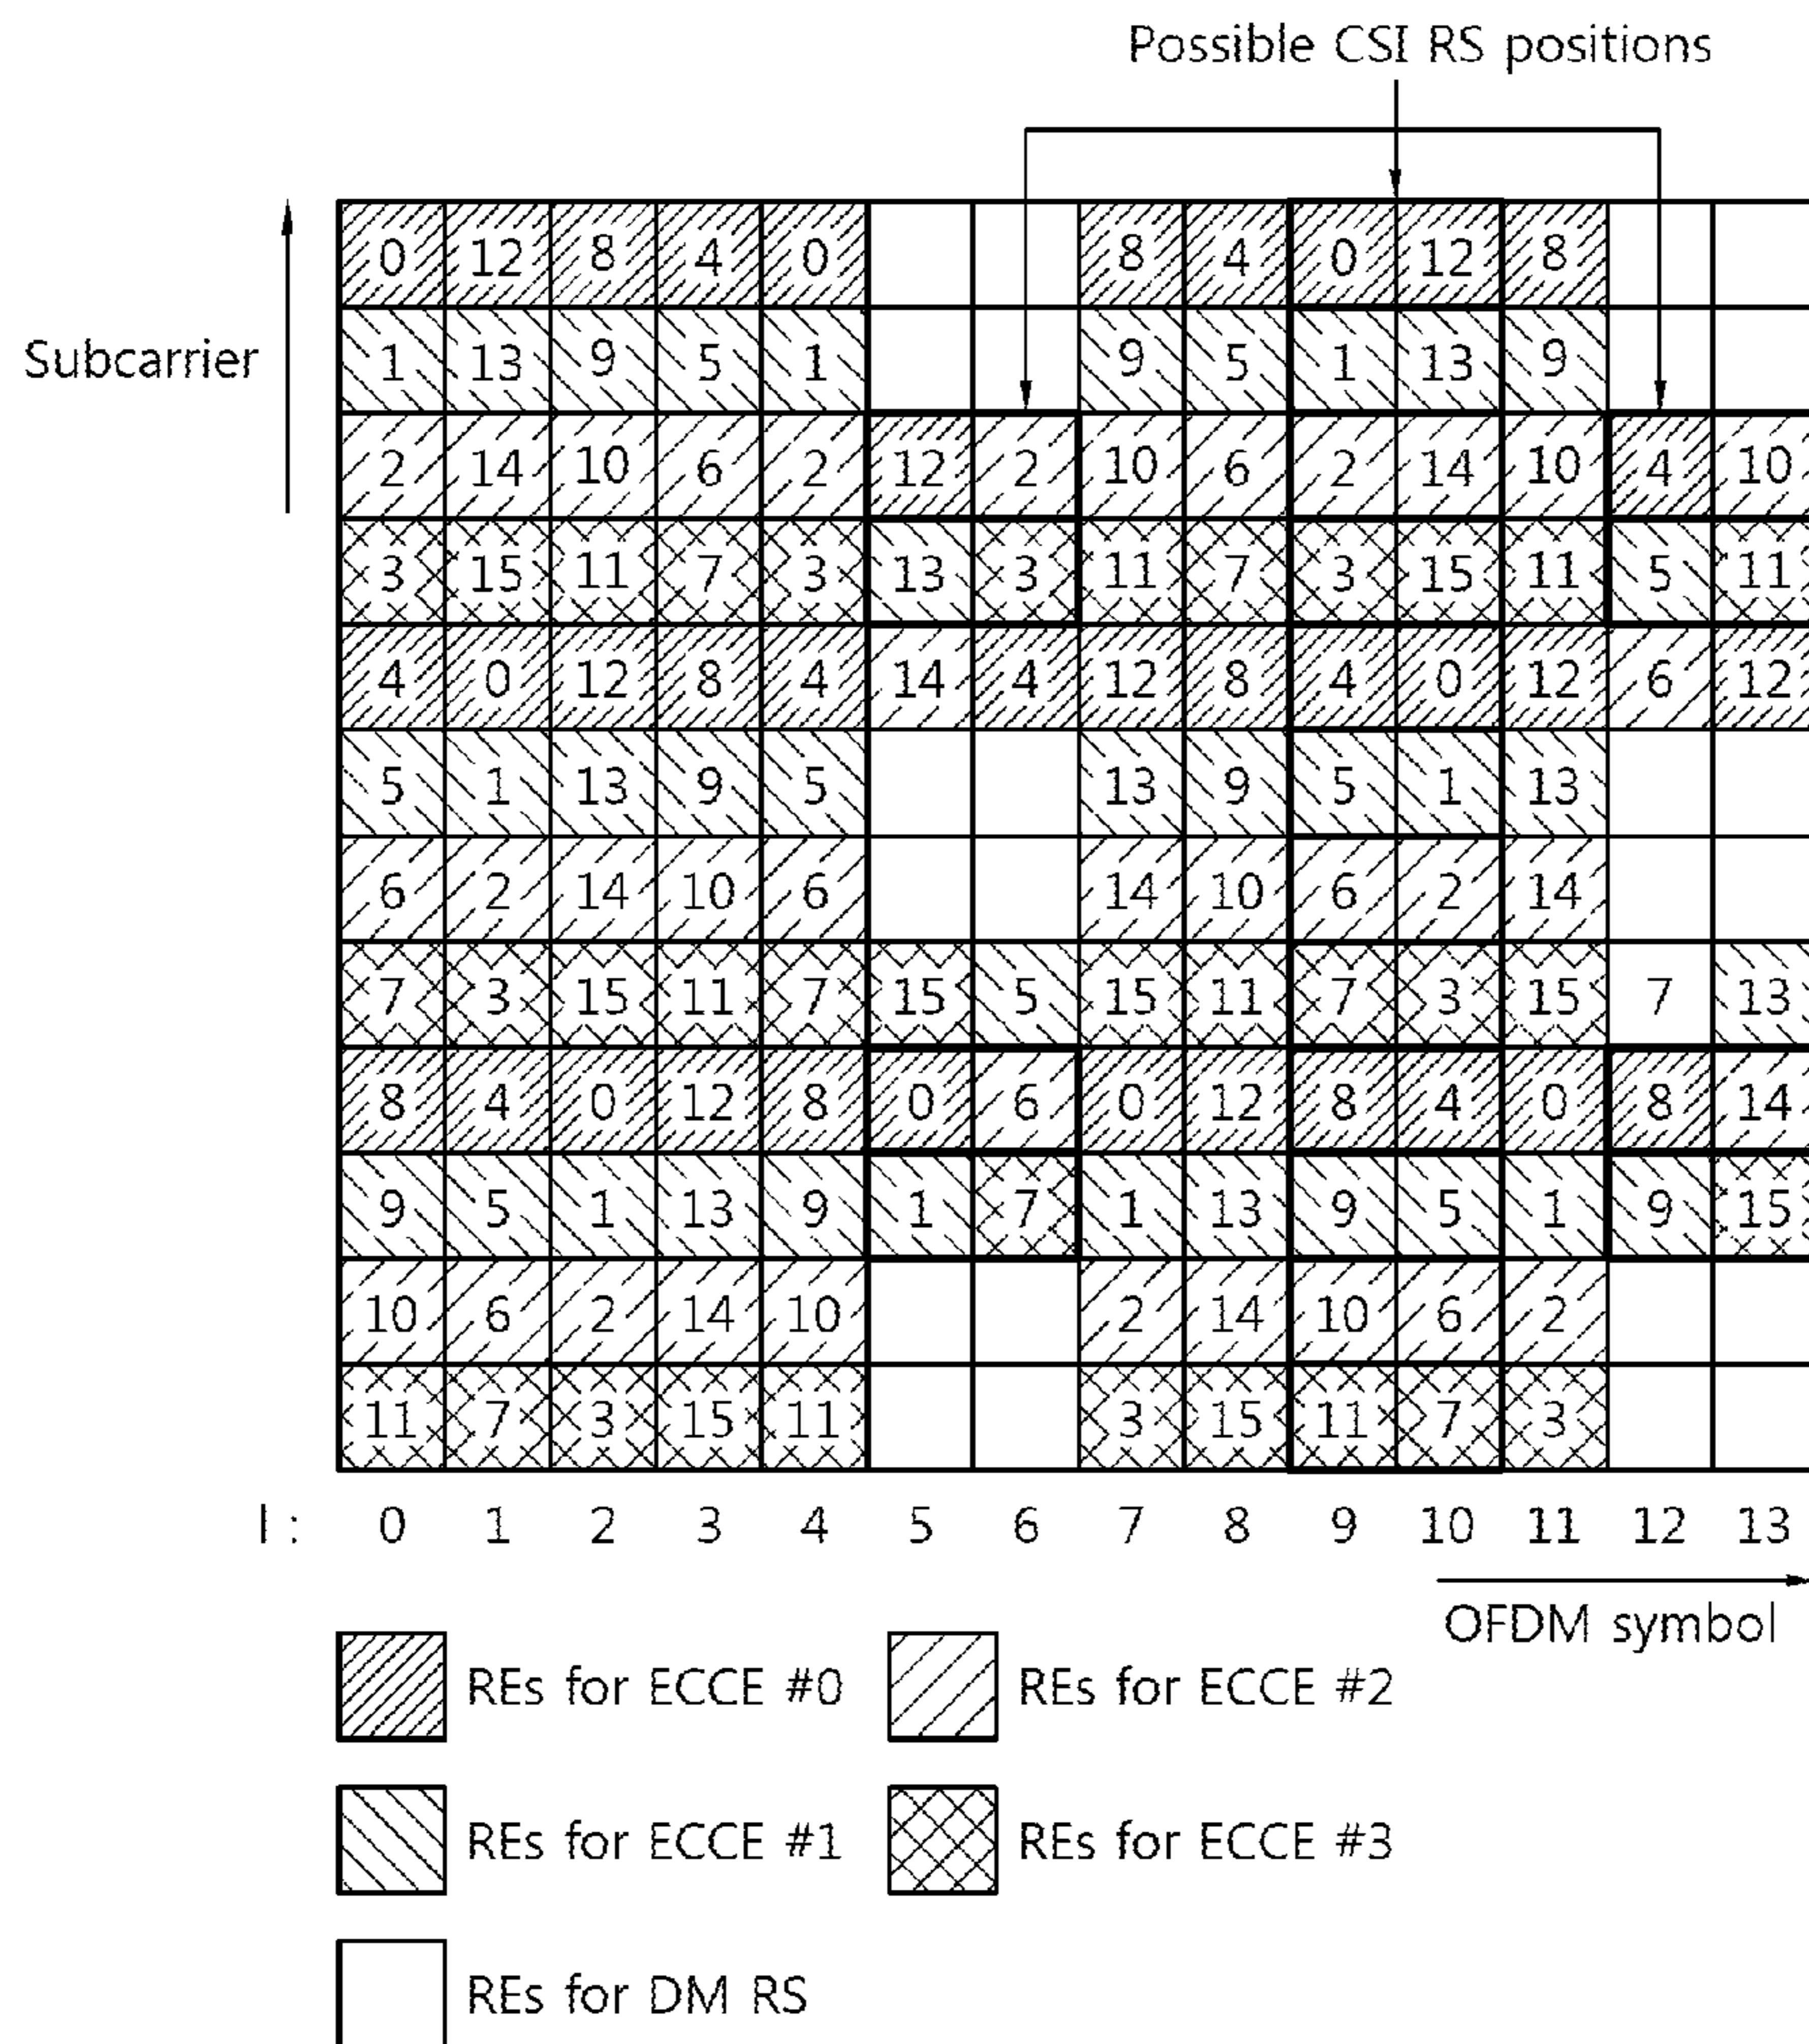 Possible CSI RS positions
0 12 8 4 0 8 4 0 12 8
Subcarrier
1 13 9 5 1 9 5 1 13 9
2 14 10 6 2 12 2 10 6 2 14 10 4 10
3 15 11 7 3 13 3 11 7 3 15 11 5 11
4 0 12 8 4 14 4 12 8 4 0 12 6 12
5 1 13 9 5 13 9 5 1 13
6 2 14 10 6 14 10 6 2 14
7 3 15 11 7 15 5 15 11 7 3 15 7 13
8 4 0 12 8 0 6 0 12 8 4 0 8 14
9 5 1 13 9 1 7 1 13 9 5 1 9 15
10 6 2 14 10 2 14 10 6 2
11 7 3 15 11 3 15 11 7 3
l : 0 1 2 3 4 5 6 7 8 9 10 11 12 13
OFDM symbol
REs for ECCE #0
REs for ECCE #2
REs for ECCE #1
REs for ECCE #3
REs for DM RS